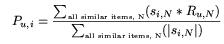 P_{u,i} = \frac{\sum_{\text{all similar items, N}} (s_{i,N} * R_{u,N})}{\sum_{\text{all similar items, N}} (|s_{i,N}|)}